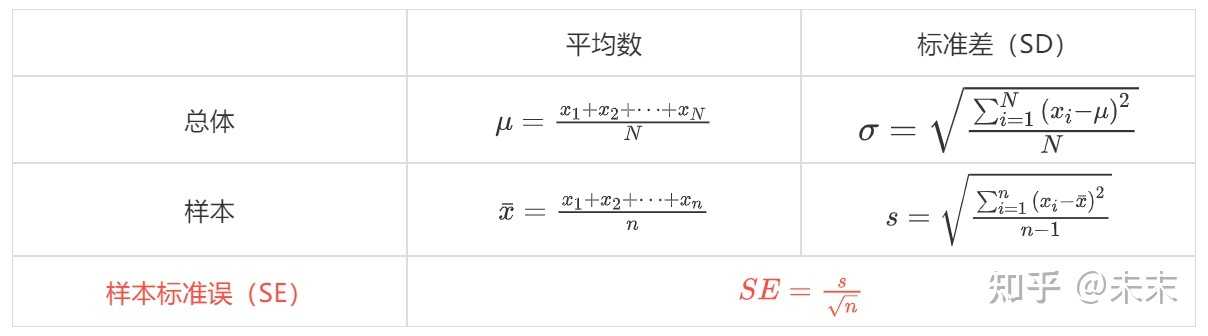 平均数 标准差（SD）
总体 $\mu = \frac{x_1+x_2+\cdots+x_N}{N}$ $\sigma = \sqrt{\frac{\sum_{i=1}^{N}(x_i-\mu)^2}{N}}$
样本 $\bar{x} = \frac{x_1+x_2+\cdots+x_n}{n}$ $s = \sqrt{\frac{\sum_{i=1}^{n}(x_i-\bar{x})^2}{n-1}}$
样本标准误（SE） $SE = \frac{s}{\sqrt{n}}$
知乎 @未未